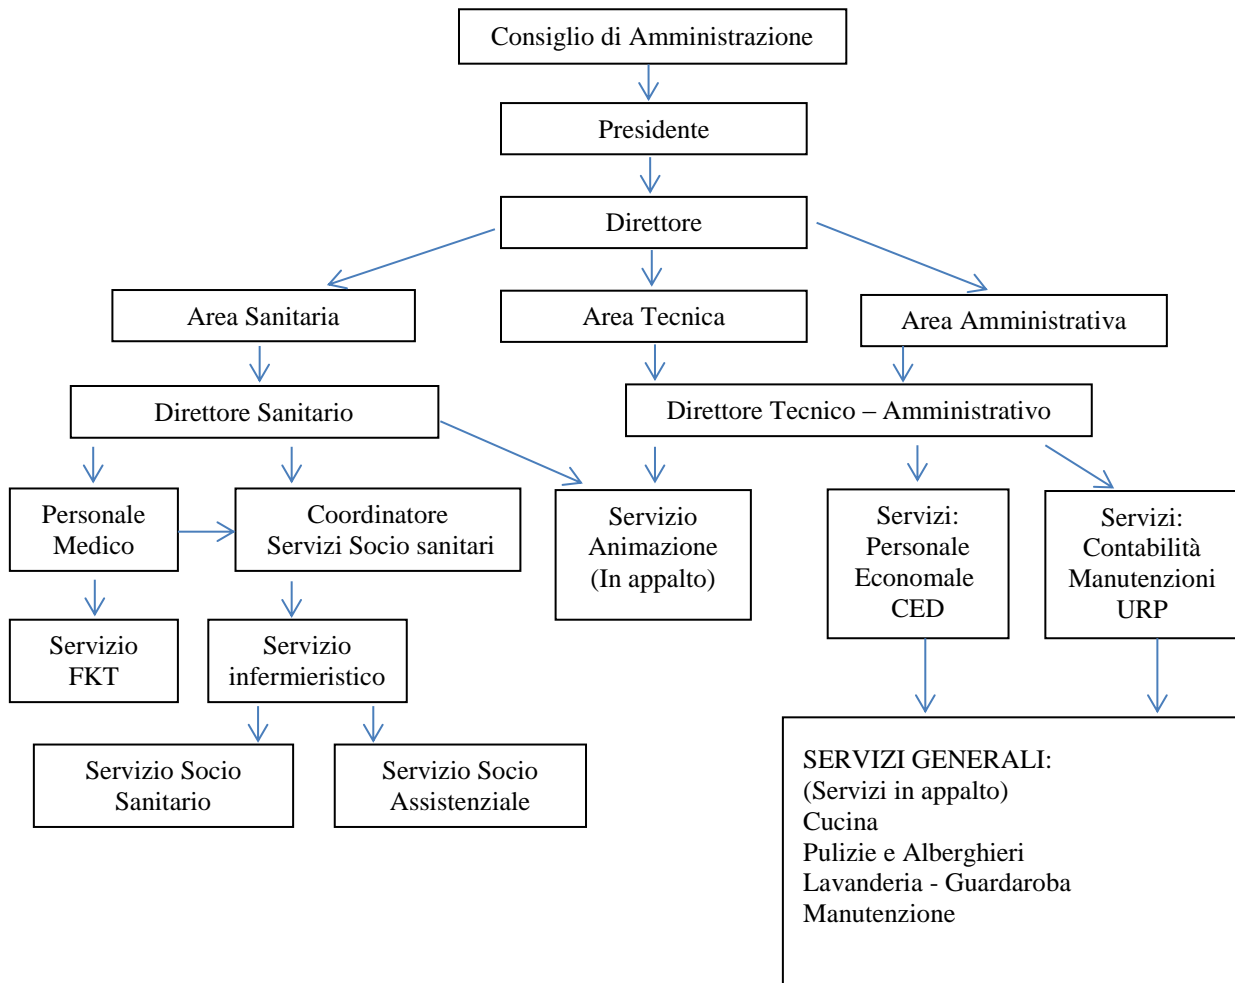 Consiglio di Amministrazione
Presidente
Direttore
Area Sanitaria
Area Tecnica
Area Amministrativa
Direttore Sanitario
Direttore Tecnico – Amministrativo
Personale
Medico
Coordinatore
Servizi Socio sanitari
Servizio
Animazione
(In appalto)
Servizi:
Personale
Economale
CED
Servizi:
Contabilità
Manutenzioni
URP
Servizio
FKT
Servizio
infermieristico
Servizio Socio
Sanitario
Servizio Socio
Assistenziale
SERVIZI GENERALI:
(Servizi in appalto)
Cucina
Pulizie e Alberghieri
Lavanderia - Guardaroba
Manutenzione